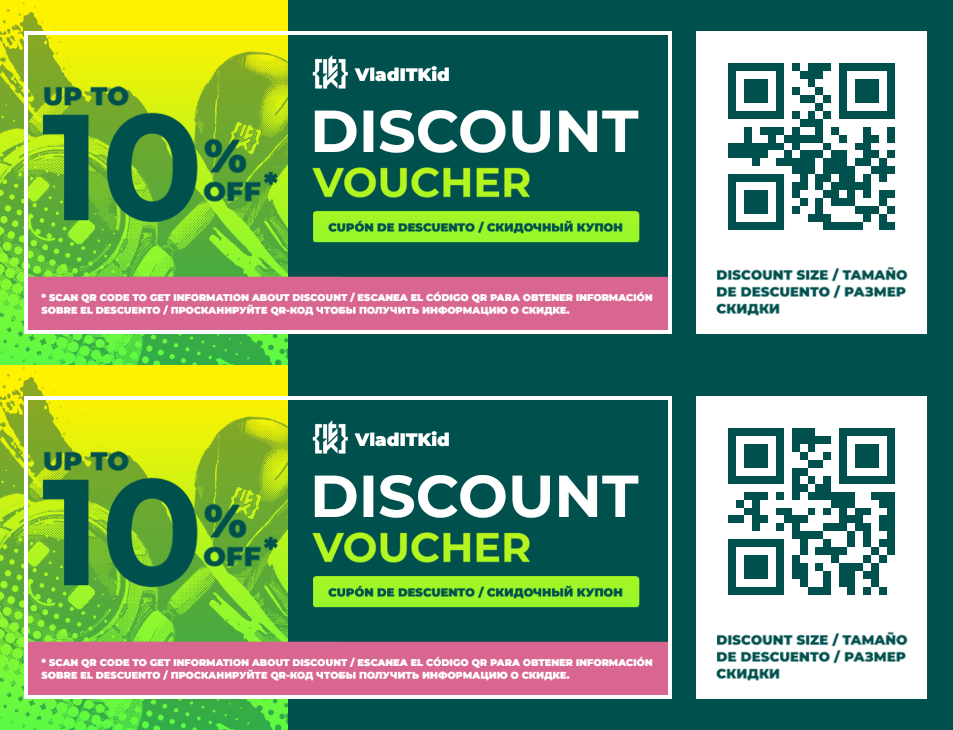 UP TO
10%
OFF*
VladITKid
DISCOUNT
VOUCHER
CUPÓN DE DESCUENTO / СКИДОЧНЫЙ КУПОН
* SCAN QR CODE TO GET INFORMATION ABOUT DISCOUNT / ESCANEA EL CÓDIGO QR PARA OBTENER INFORMACIÓN
SOBRE EL DESCUENTO / ПРОСКАНИРУЙТЕ QR-КОД ЧТОБЫ ПОЛУЧИТЬ ИНФОРМАЦИЮ О СКИДКЕ.
DISCOUNT SIZE / TAMAÑO
DE DESCUENTO / РАЗМЕР
СКИДКИ
UP TO
10%
OFF*
VladITKid
DISCOUNT
VOUCHER
CUPÓN DE DESCUENTO / СКИДОЧНЫЙ КУПОН
* SCAN QR CODE TO GET INFORMATION ABOUT DISCOUNT / ESCANEA EL CÓDIGO QR PARA OBTENER INFORMACIÓN
SOBRE EL DESCUENTO / ПРОСКАНИРУЙТЕ QR-КОД ЧТОБЫ ПОЛУЧИТЬ ИНФОРМАЦИЮ О СКИДКЕ.
DISCOUNT SIZE / TAMAÑO
DE DESCUENTO / РАЗМЕР
СКИДКИ